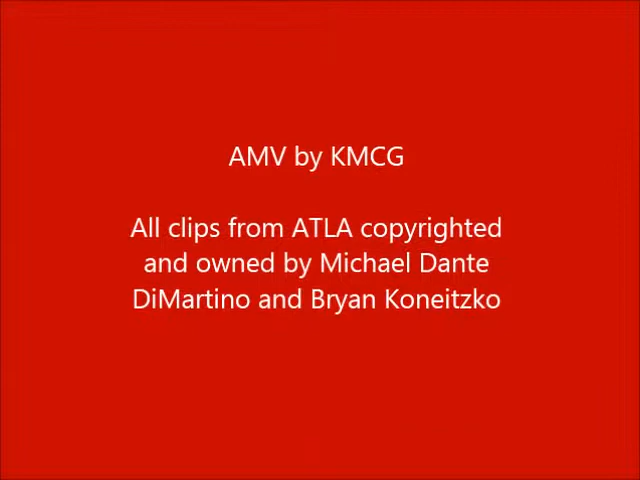 AMV by KMCG
All clips from ATLA copyrighted
and owned by Michael Dante
DiMartino and Bryan Koneitzko